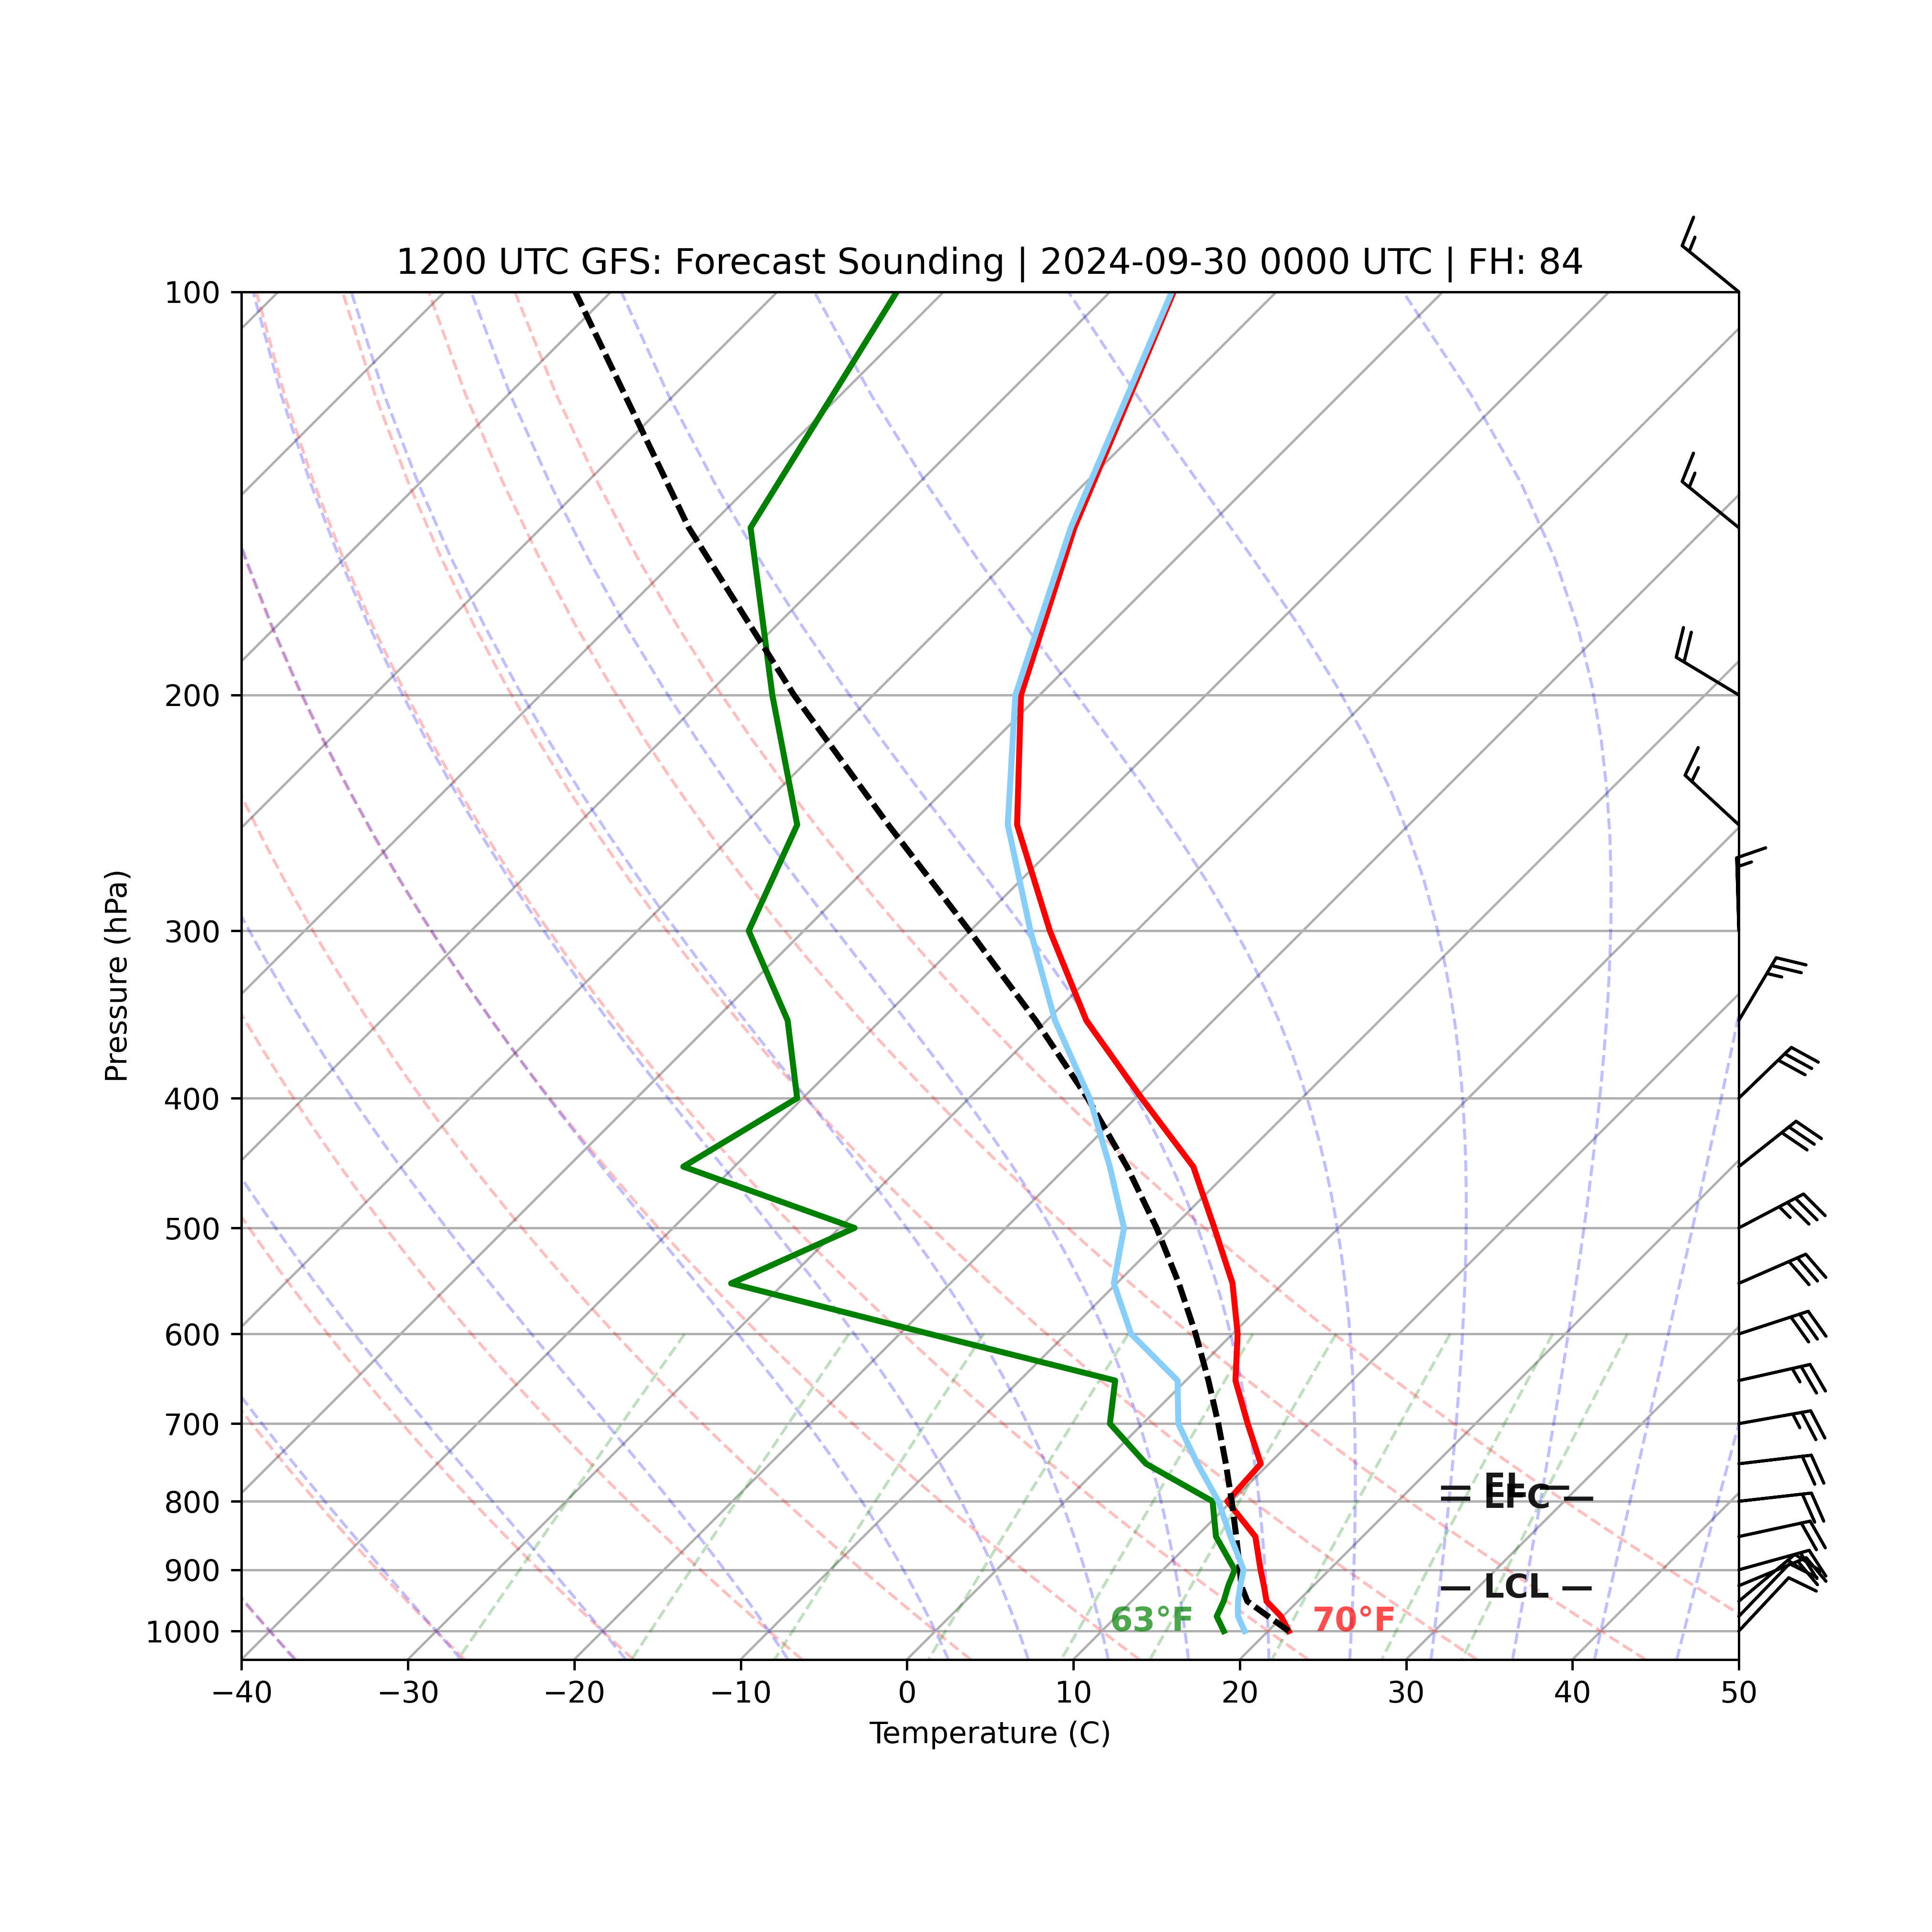 1200 UTC GFS: Forecast Sounding | 2024-09-30 0000 UTC | FH: 84
100
200
300
400
500
600
700
800
900
1000
Pressure (hPa)
— EL —
— LFC —
— LCL —
63°F
70°F
−40
−30
−20
−10
0
10
20
30
40
50
Temperature (C)